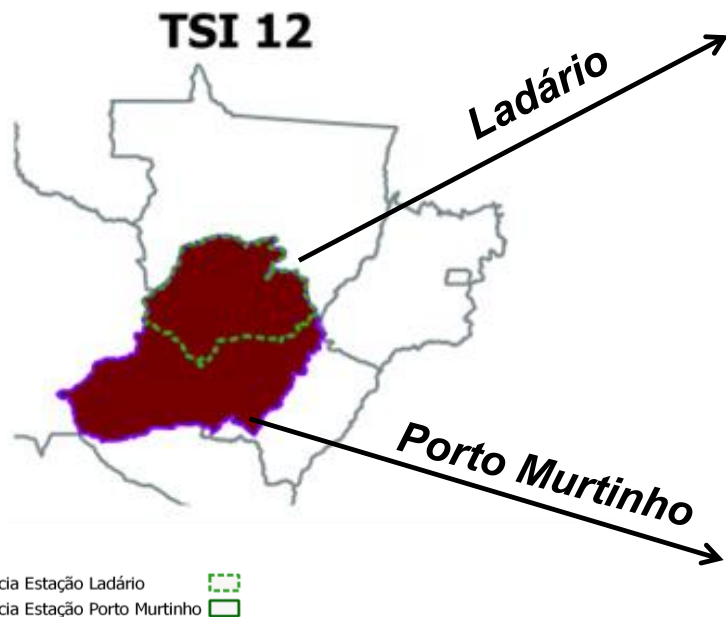 TSI 12
Ladário
Porto Murtinho
cia Estação Ladário
cia Estação Porto Murtinho